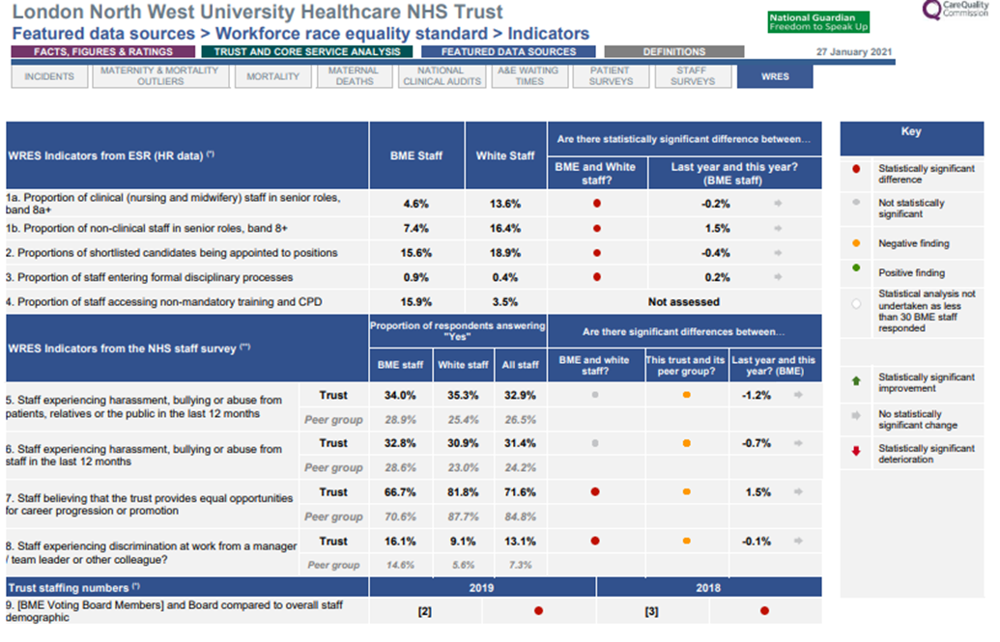 London North West University Healthcare NHS Trust
Featured data sources > Workforce race equality standard > Indicators
National Guardian
Freedom to Speak Up
CareQuality
Commission
FACTS, FIGURES & RATINGS
TRUST AND CORE SERVICE ANALYSIS
FEATURED DATA SOURCES
DEFINITIONS
27 January 2021
INCIDENTS
MATERNITY & MORTALITY
OUTLIERS
MORTALITY
MATERNAL
DEATHS
NATIONAL
CLINICAL AUDITS
A&E WAITING
TIMES
PATIENT
SURVEYS
STAFF
SURVEYS
WRES
WRES Indicators from ESR (HR data) (*)
BME Staff
White Staff
Are there statistically significant difference between…
BME and White
staff?
Last year and this year?
(BME staff)
1a. Proportion of clinical (nursing and midwifery) staff in senior roles,
band 8a+
4.6% 13.6% -0.2%
1b. Proportion of non-clinical staff in senior roles, band 8+ 7.4% 16.4% 1.5%
2. Proportions of shortlisted candidates being appointed to positions 15.6% 18.9% -0.4%
3. Proportion of staff entering formal disciplinary processes 0.9% 0.4% 0.2%
4. Proportion of staff accessing non-mandatory training and CPD 15.9% 3.5% Not assessed
WRES Indicators from the NHS staff survey (**)
Proportion of respondents answering
"Yes"
Are there significant differences between…
BME staff White staff All staff
BME and white
staff?
This trust and its
peer group?
Last year and this
year? (BME)
5. Staff experiencing harassment, bullying or abuse from
patients, relatives or the public in the last 12 months
Trust 34.0% 35.3% 32.9% -1.2%
Peer group 28.9% 25.4% 26.5%
6. Staff experiencing harassment, bullying or abuse from
staff in the last 12 months
Trust 32.8% 30.9% 31.4% -0.7%
Peer group 28.6% 23.0% 24.2%
7. Staff believing that the trust provides equal opportunities
for career progression or promotion
Trust 66.7% 81.8% 71.6% 1.5%
Peer group 70.6% 87.7% 84.8%
8. Staff experiencing discrimination at work from a manager
/ team leader or other colleague?
Trust 16.1% 9.1% 13.1% -0.1%
Peer group 14.6% 5.6% 7.3%
Trust staffing numbers (*) 2019 2018
9. [BME Voting Board Members] and Board compared to overall staff
demographic
[2] [3]
Key
Statistically significant
difference
Not statistically
significant
Negative finding
Positive finding
Statistical analysis not
undertaken as less
than 30 BME staff
responded
Statistically significant
improvement
No statistically
significant change
Statistically significant
deterioration